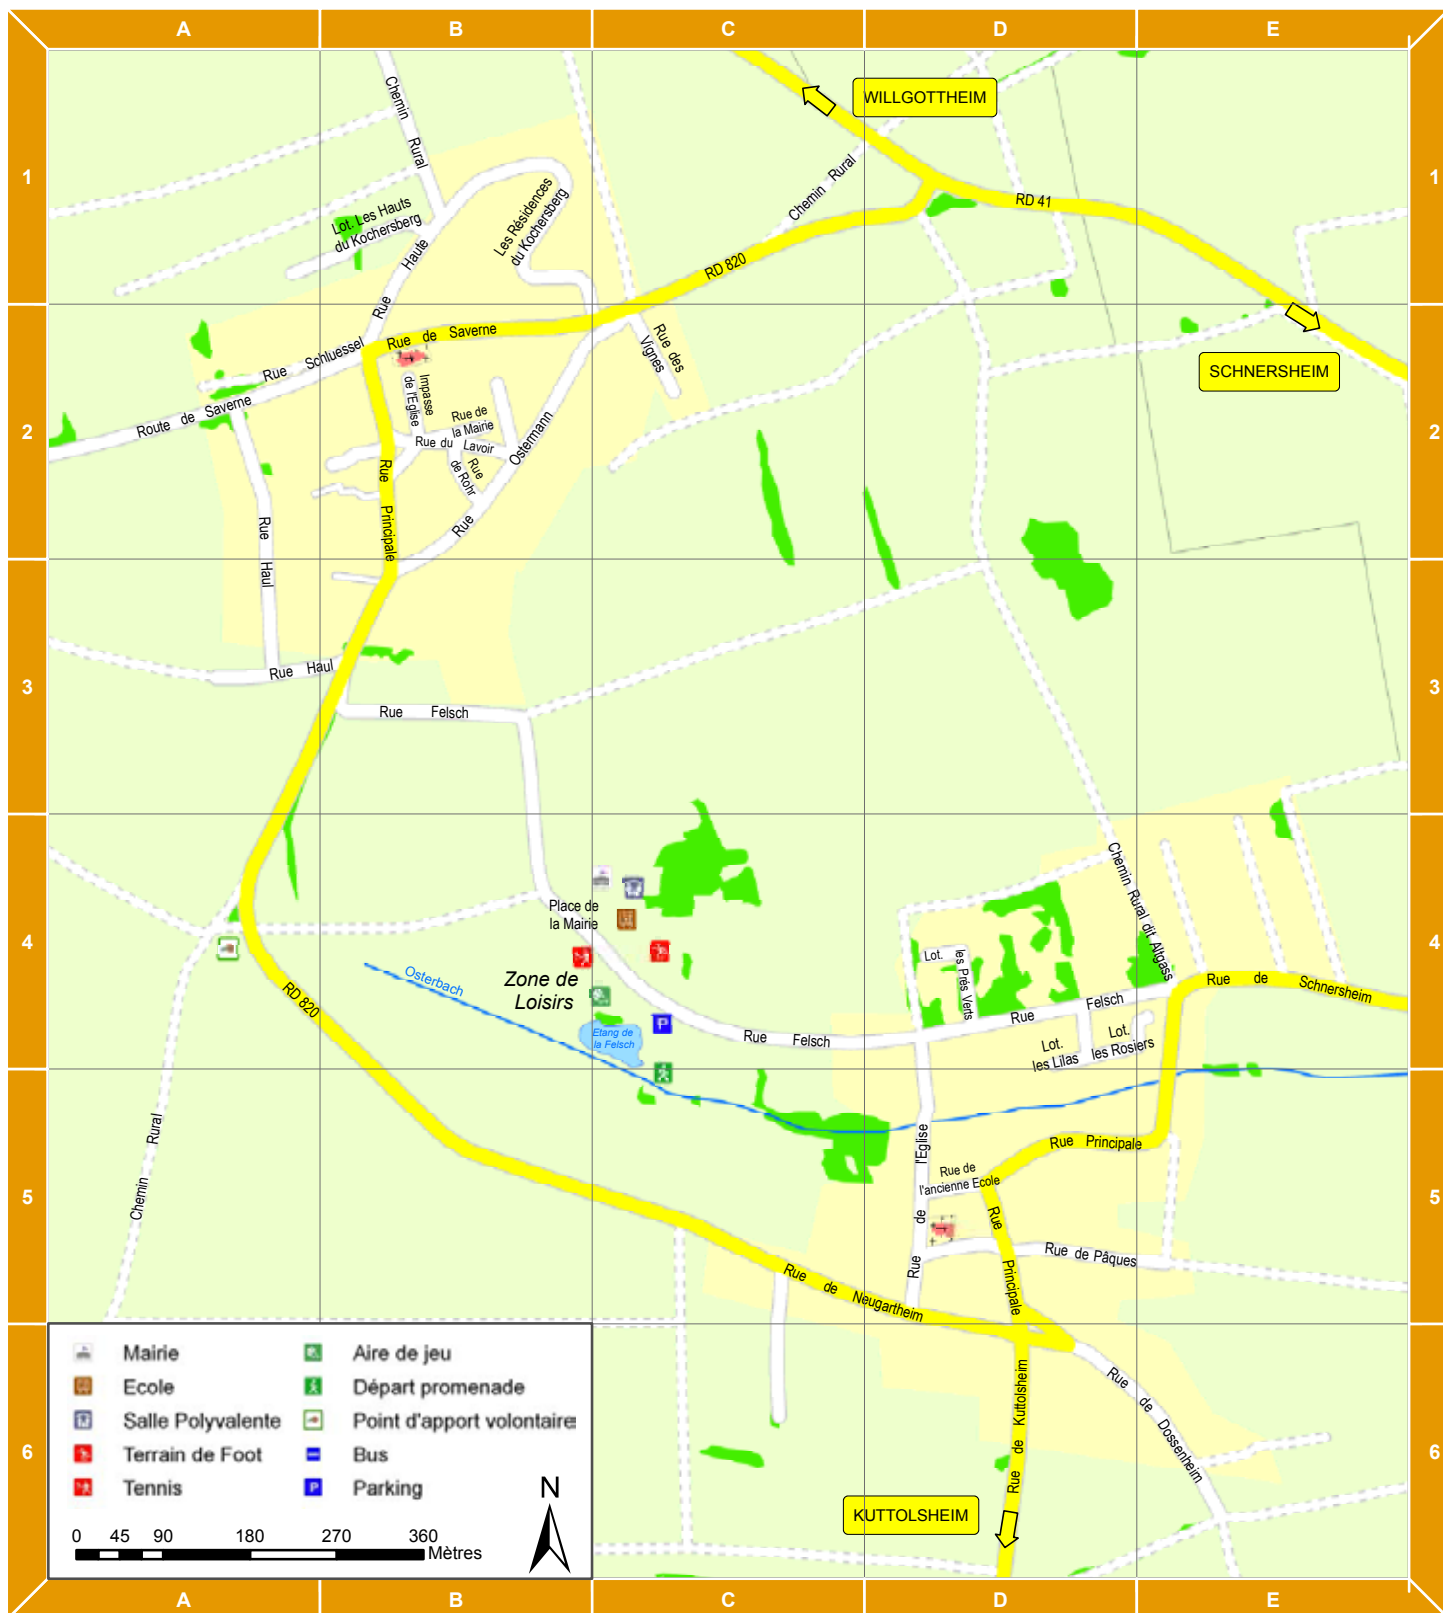 A B C D E
1
1
2
2
3
3
4
4
5
5
6
6
WILLGOTTHEIM
Chemin Rural
Chemin Rural
RD 41
Lot. Les Hauts
du Kochersberg
Les Résidences
du Kochersberg
Rue Haute
RD 820
Rue de Saverne
Rue Schluessel
Route de Saverne
Rue des
Vignes
SCHNERSHEIM
Impasse
de l'Eglise
Rue de
la Mairie
Rue du Lavoir
Rue
de Rohr
Rue Ostermann
Rue Principale
Rue Haul
Rue Haul
Rue Felsch
Place de
la Mairie
Zone de
Loisirs
Osterbach
Etang de
la Felsch
P
RD 820
Rue Felsch
Lot.
les Prés Verts
Chemin Rural dit Altgass
Rue de Schnersheim
Rue Felsch
Lot.
les Lilas
Lot.
les Rosiers
Chemin Rural
Rue Principale
Rue de l'Eglise
Rue de
l'ancienne Ecole
Rue Principale
Rue de Pâques
Rue de Neugartheim
Rue de Kuttolsheim
Rue de Dossenheim
KUTTOLSHEIM
Mairie
Ecole
Salle Polyvalente
Terrain de Foot
Tennis
Aire de jeu
Départ promenade
Point d'apport volontaire
Bus
P Parking
N
0 45 90 180 270 360
Mètres
A B C D E